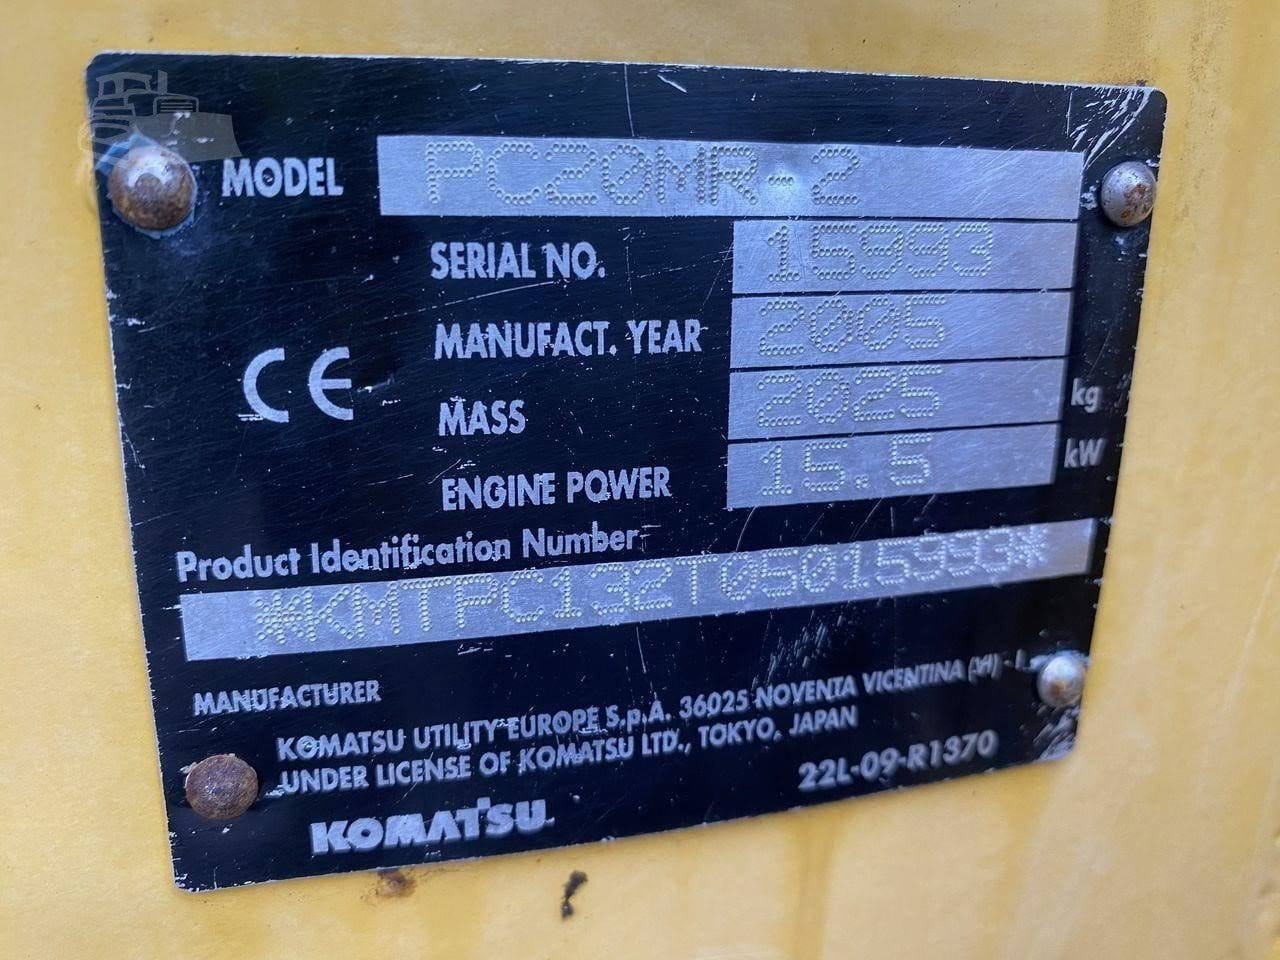 MODEL PC20MR-2
SERIAL NO. 15993
MANUFACT. YEAR 2005
MASS 2025 kg
ENGINE POWER 15.5 kW
CE
Product Identification Number
*KMTPC132T05015993*
MANUFACTURER
KOMATSU UTILITY EUROPE S.p.A. 36025 NOVENTA VICENTINA (VI) - I
UNDER LICENSE OF KOMATSU LTD., TOKYO, JAPAN
22L-09-R1370
KOMATSU